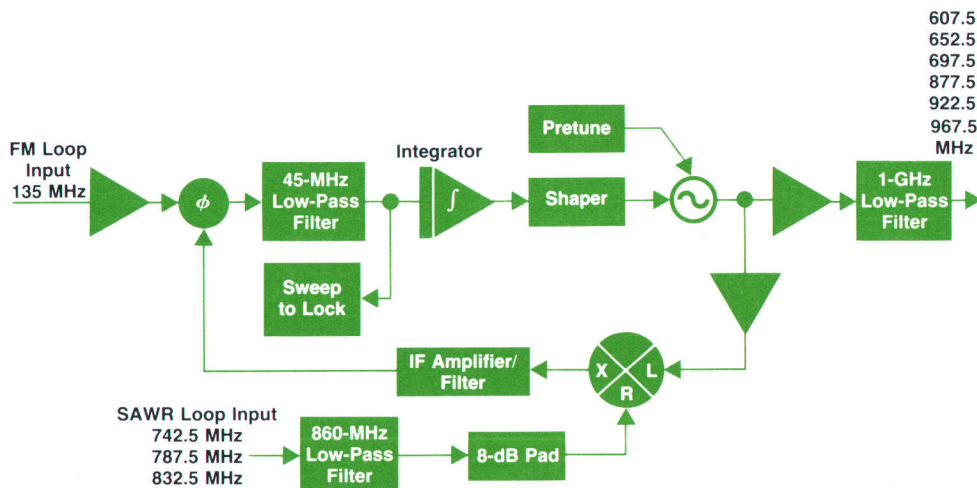 607.5
652.5
697.5
877.5
922.5
967.5
MHz
FM Loop
Input
135 MHz
ϕ
45-MHz
Low-Pass
Filter
Integrator
∫
Pretune
Shaper
1-GHz
Low-Pass
Filter
Sweep
to Lock
IF Amplifier/
Filter
X L
R
SAWR Loop Input
742.5 MHz
787.5 MHz
832.5 MHz
860-MHz
Low-Pass
Filter
8-dB Pad